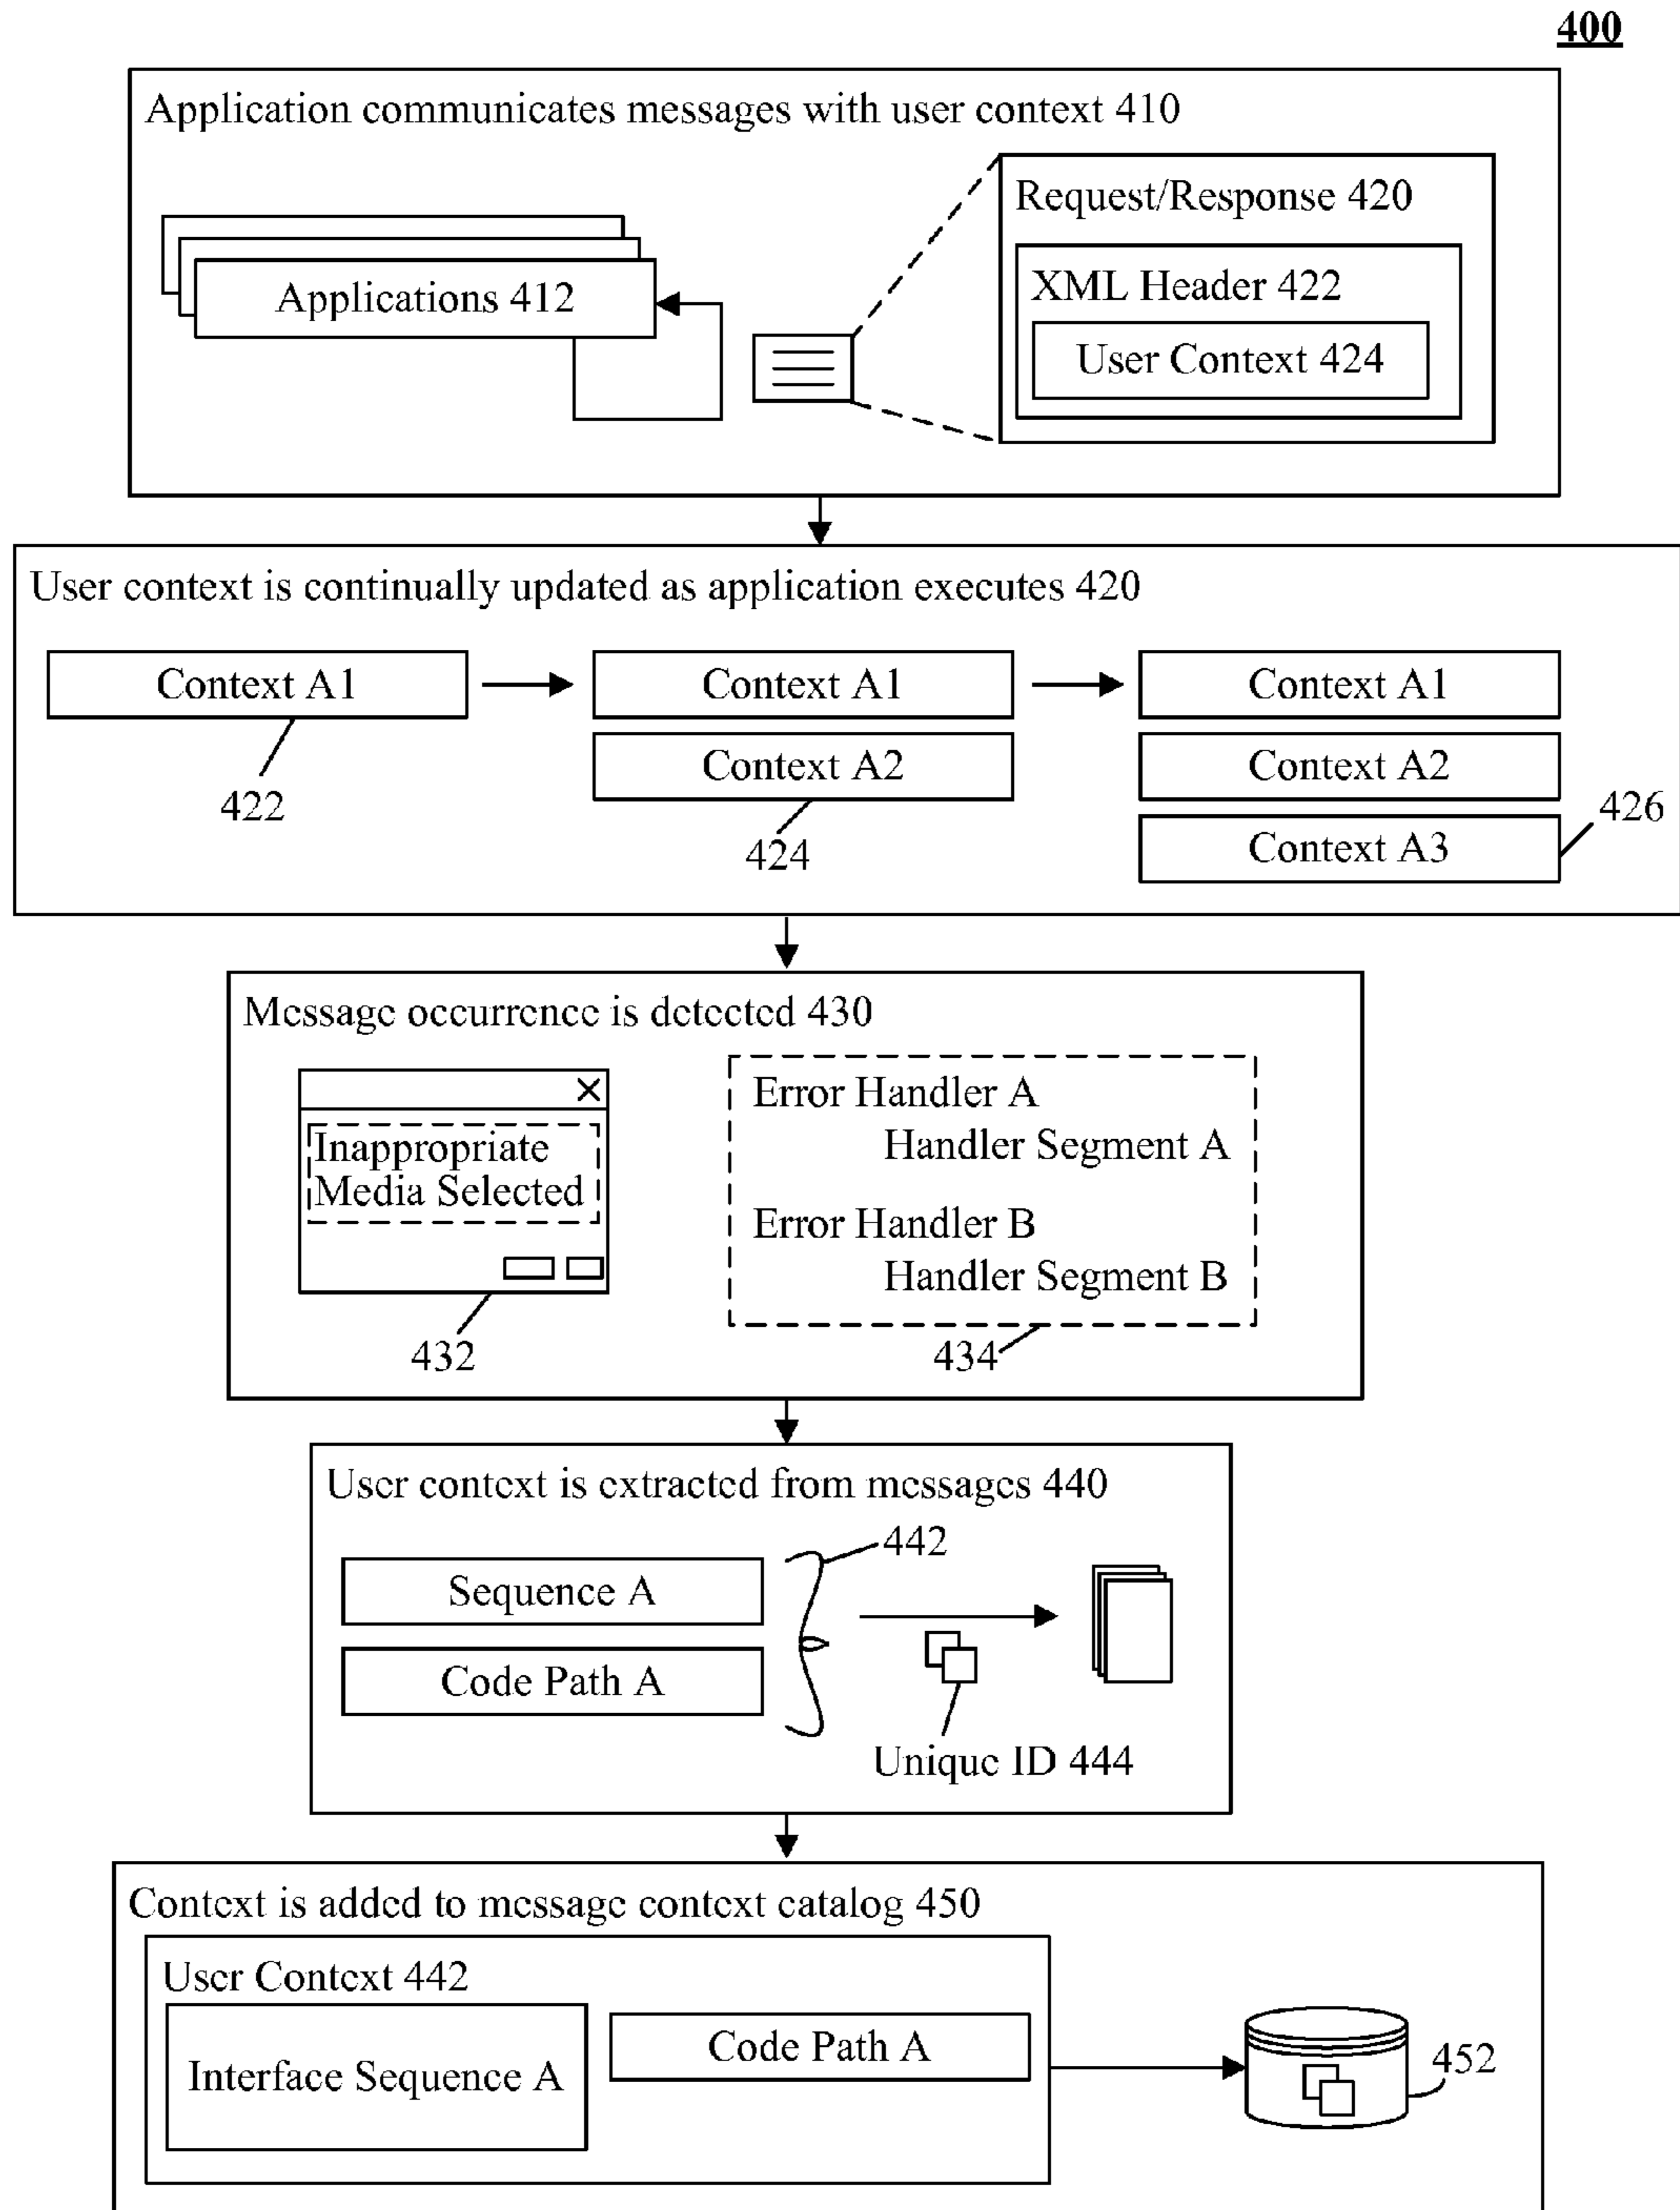 400
Application communicates messages with user context 410
Request/Response 420
XML Header 422
User Context 424
Applications 412
User context is continually updated as application executes 420
Context A1
Context A1
Context A1
Context A2
Context A2
Context A3
422
424
426
Message occurrence is detected 430
Inappropriate
Media Selected
432
Error Handler A
Handler Segment A
Error Handler B
Handler Segment B
434
User context is extracted from messages 440
442
Sequence A
Code Path A
Unique ID 444
Context is added to message context catalog 450
User Context 442
Interface Sequence A
Code Path A
452